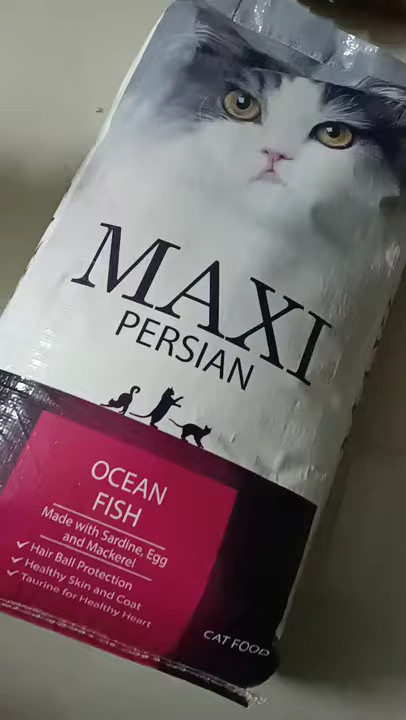 MAXI
PERSIAN
OCEAN
FISH
Made with Sardine, Egg
and Mackerel
✓ Hair Ball Protection
✓ Healthy Skin and Coat
✓ Taurine for Healthy Heart
CAT FOOD